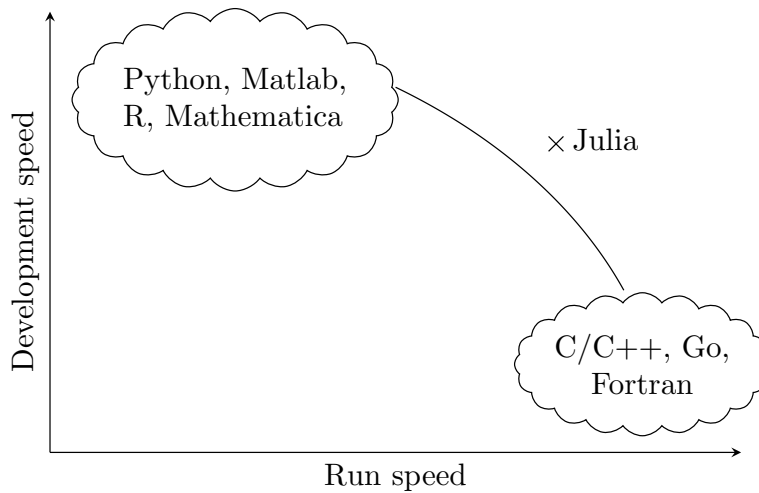 Python, Matlab,
R, Mathematica
× Julia
C/C++, Go,
Fortran
Development speed
Run speed